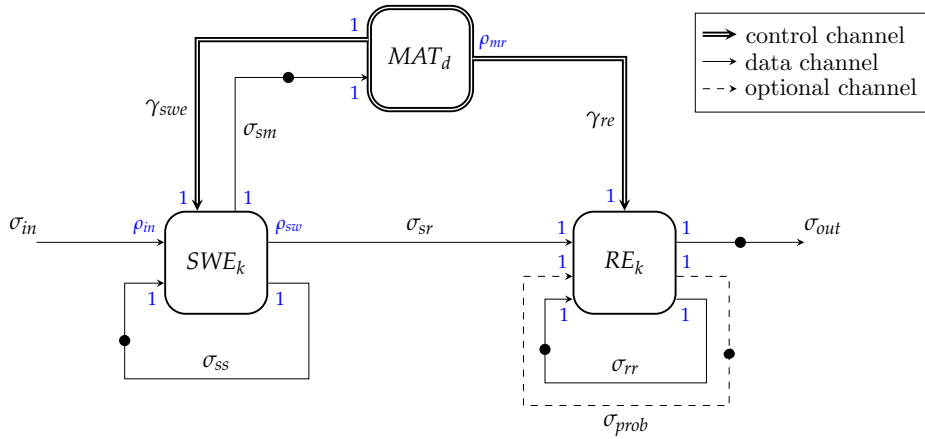 1
MAT_d
ρ_mr
1
control channel
data channel
optional channel
γ_swe
σ_sm
γ_re
1
1
1
σ_in
ρ_in
ρ_sw
σ_sr
1
1
σ_out
SWE_k
1
RE_k
1
1
1
1
1
σ_ss
σ_rr
σ_prob